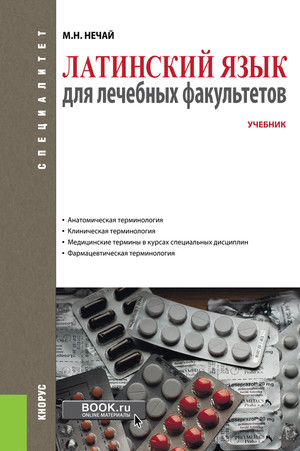 М.Н. НЕЧАЙ
ЛАТИНСКИЙ ЯЗЫК
для лечебных факультетов
УЧЕБНИК
СПЕЦИАЛИТЕТ
• Анатомическая терминология
• Клиническая терминология
• Медицинские термины в курсах специальных дисциплин
• Фармацевтическая терминология
КНОРУС
BOOK.ru
ONLINE МАТЕРИАЛЫ